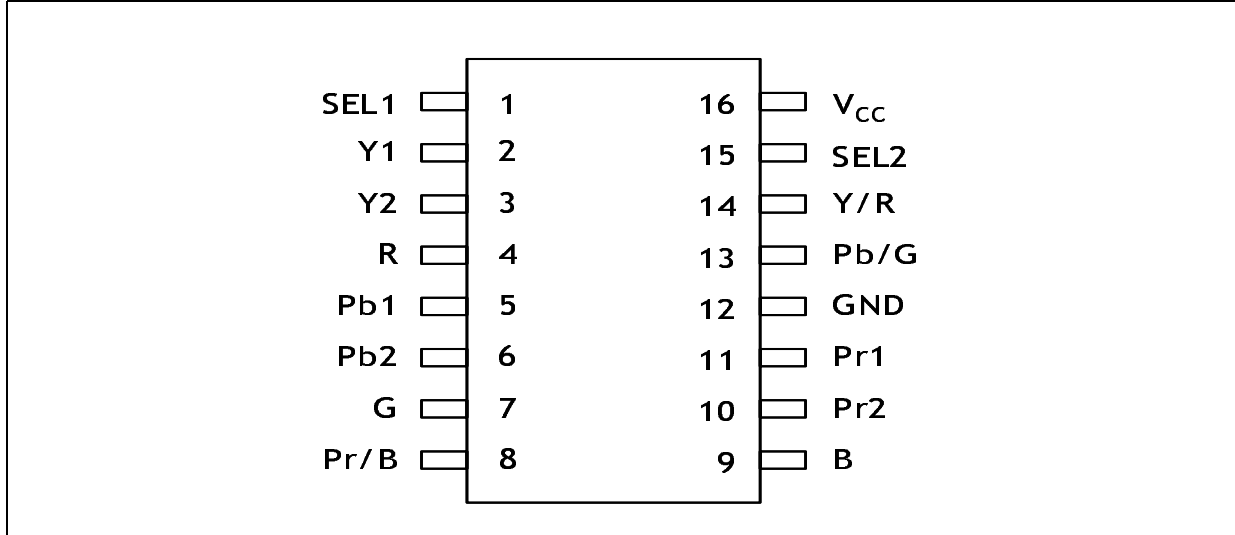 SEL1 1 16 VCC
Y1 2 15 SEL2
Y2 3 14 Y/R
R 4 13 Pb/G
Pb1 5 12 GND
Pb2 6 11 Pr1
G 7 10 Pr2
Pr/B 8 9 B